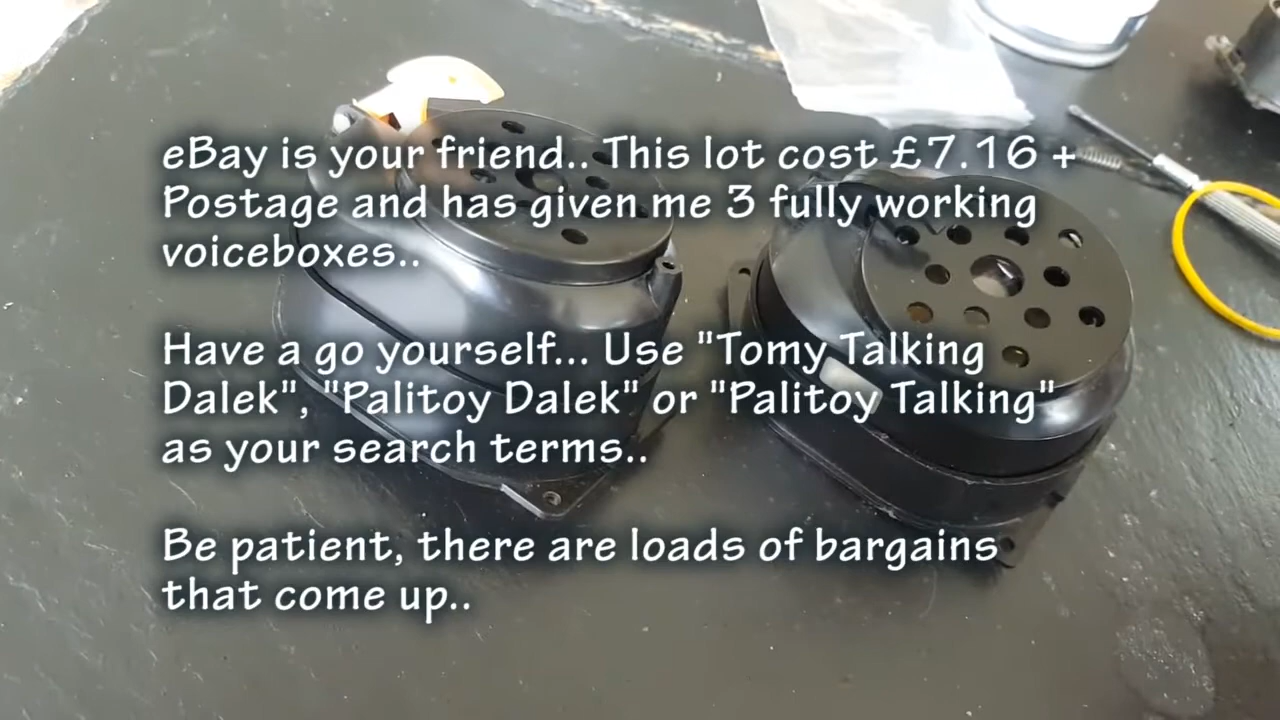 eBay is your friend.. This lot cost £7.16 +
Postage and has given me 3 fully working
voiceboxes..
Have a go yourself... Use "Tomy Talking
Dalek", "Palitoy Dalek" or "Palitoy Talking"
as your search terms..
Be patient, there are loads of bargains
that come up..